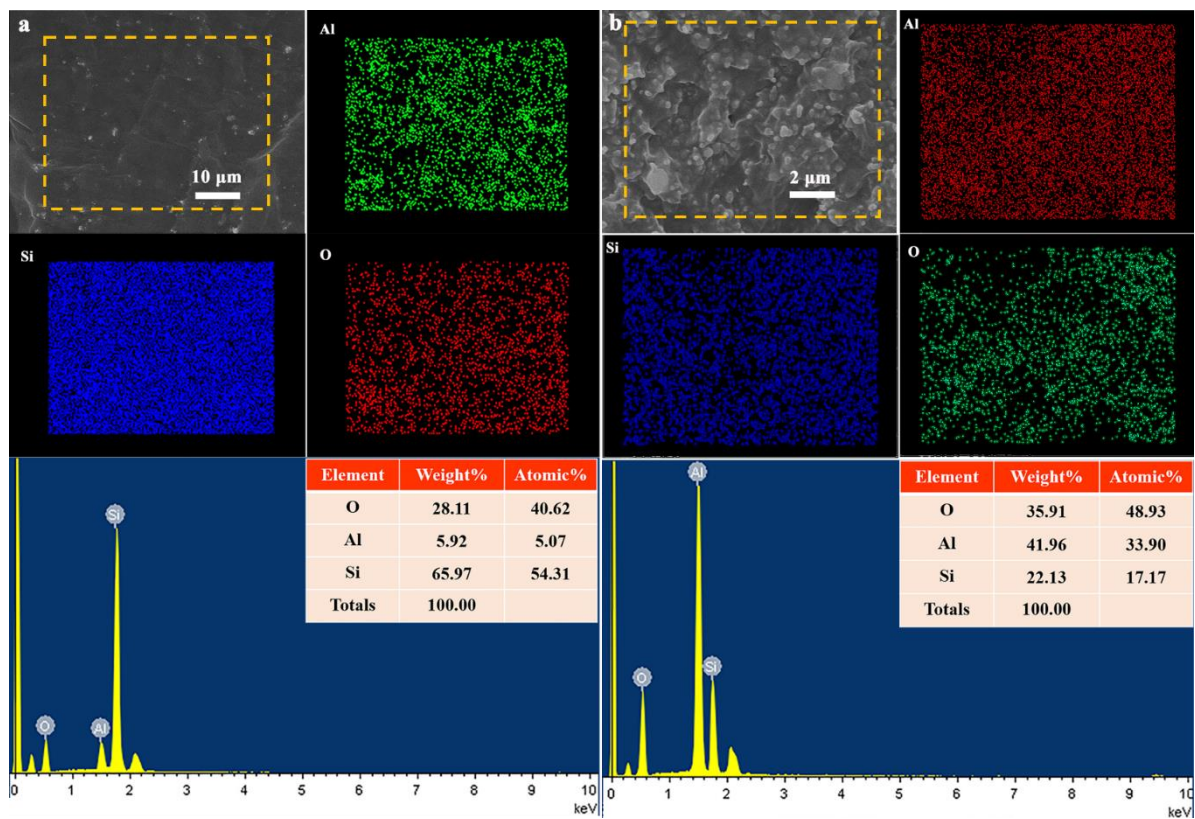 a
10 µm
Al
b
2 µm
Al
Si
O
Si
O
Element Weight% Atomic%
O 28.11 40.62
Al 5.92 5.07
Si 65.97 54.31
Totals 100.00
Si
O
Al
0 1 2 3 4 5 6 7 8 9 10
keV
Element Weight% Atomic%
O 35.91 48.93
Al 41.96 33.90
Si 22.13 17.17
Totals 100.00
Al
O
Si
0 1 2 3 4 5 6 7 8 9 10
keV